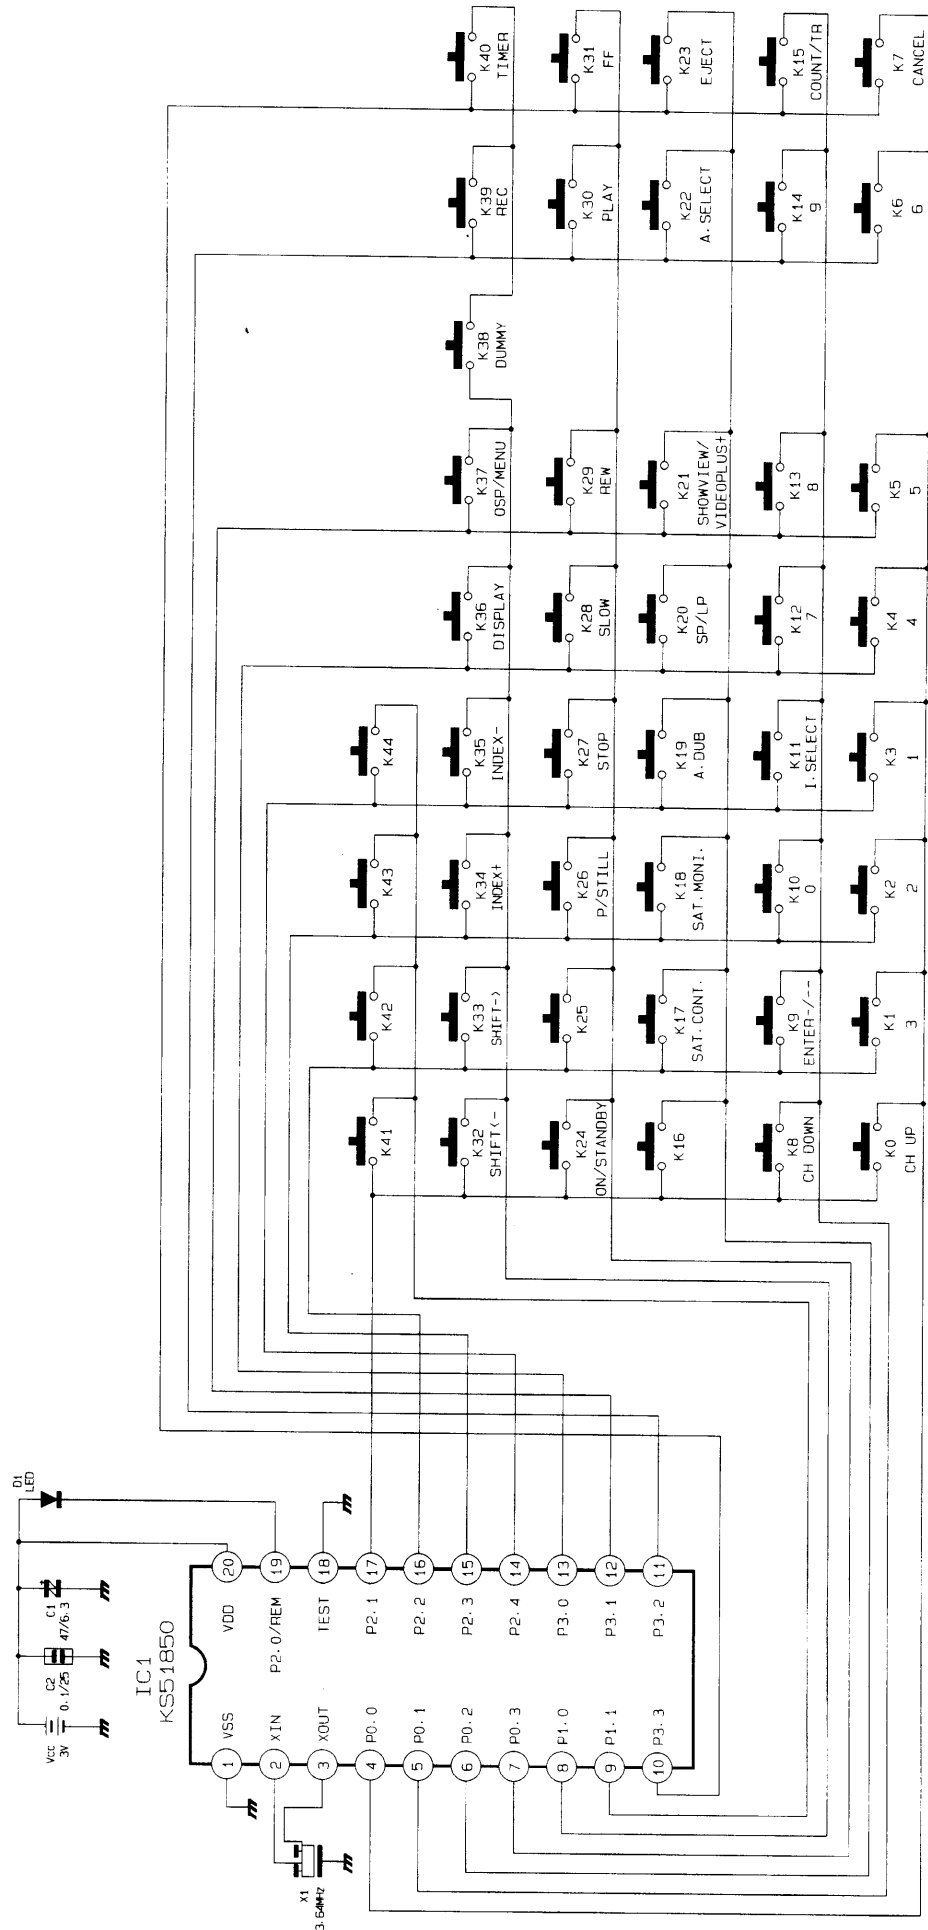 K40
TIMER
K31
FF
K23
EJECT
K15
COUNT/TR
K7
CANCEL
K39
REC
K30
PLAY
K22
A.SELECT
K14
9
K6
6
K38
DUMMY
K37
OSP/MENU
K29
REW
K21
SHOWVIEW/
VIDEOPLUS+
K13
8
K5
5
K36
DISPLAY
K28
SLOW
K20
SP/LP
K12
7
K4
4
K44
K35
INDEX-
K27
STOP
K19
A.DUB
K11
I.SELECT
K3
1
K43
K34
INDEX+
K26
P/STILL
K18
SAT.MONI.
K10
0
K2
2
K42
K33
SHIFT->
K25
K17
SAT.CONT.
K9
ENTER-/--
K1
3
K41
K32
SHIFT<-
K24
ON/STANDBY
K16
K8
CH DOWN
K0
CH UP
D1
LED
C1
47/6.3
C2
0.1/25
Vcc
3V
IC1
KS51850
20
19
18
17
16
15
14
13
12
11
VDD
P2.0/REM
TEST
P2.1
P2.2
P2.3
P2.4
P3.0
P3.1
P3.2
VSS
XIN
XOUT
P0.0
P0.1
P0.2
P0.3
P1.0
P1.1
P3.3
1
2
3
4
5
6
7
8
9
10
X1
3.64MHz